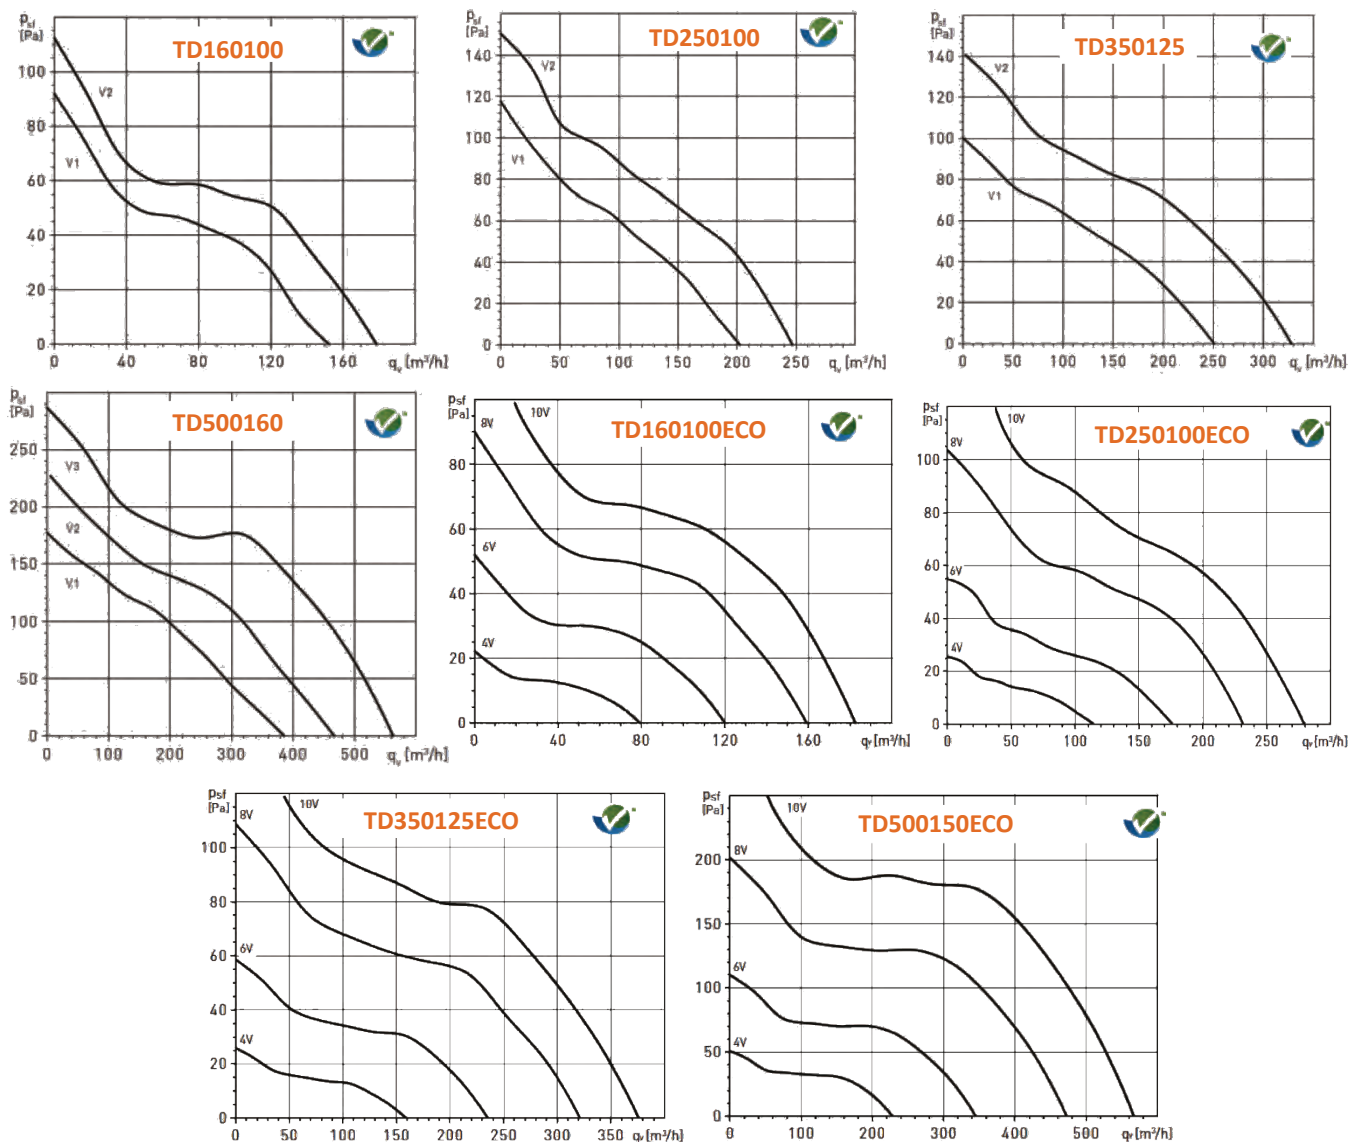 psf
[Pa]
TD160100
V2
V1
100
80
60
40
20
0
0 40 80 120 160 qv [m³/h]
psf
[Pa]
TD250100
V2
V1
140
120
100
80
60
40
20
0
0 50 100 150 200 250 qv [m³/h]
psf
[Pa]
TD350125
V2
V1
140
120
100
80
60
40
20
0
0 50 100 150 200 250 300 qv [m³/h]
psf
[Pa]
TD500160
V3
V2
V1
250
200
150
100
50
0
0 100 200 300 400 500 qv [m³/h]
psf
[Pa]
TD160100ECO
10V
8V
6V
4V
80
60
40
20
0
0 40 80 120 160 qv [m³/h]
psf
[Pa]
TD250100ECO
10V
8V
6V
4V
100
80
60
40
20
0
0 50 100 150 200 250 qv [m³/h]
psf
[Pa]
TD350125ECO
10V
8V
6V
4V
100
80
60
40
20
0
0 50 100 150 200 250 300 350 qv [m³/h]
psf
[Pa]
TD500150ECO
10V
8V
6V
4V
200
150
100
50
0
0 100 200 300 400 500 qv [m³/h]